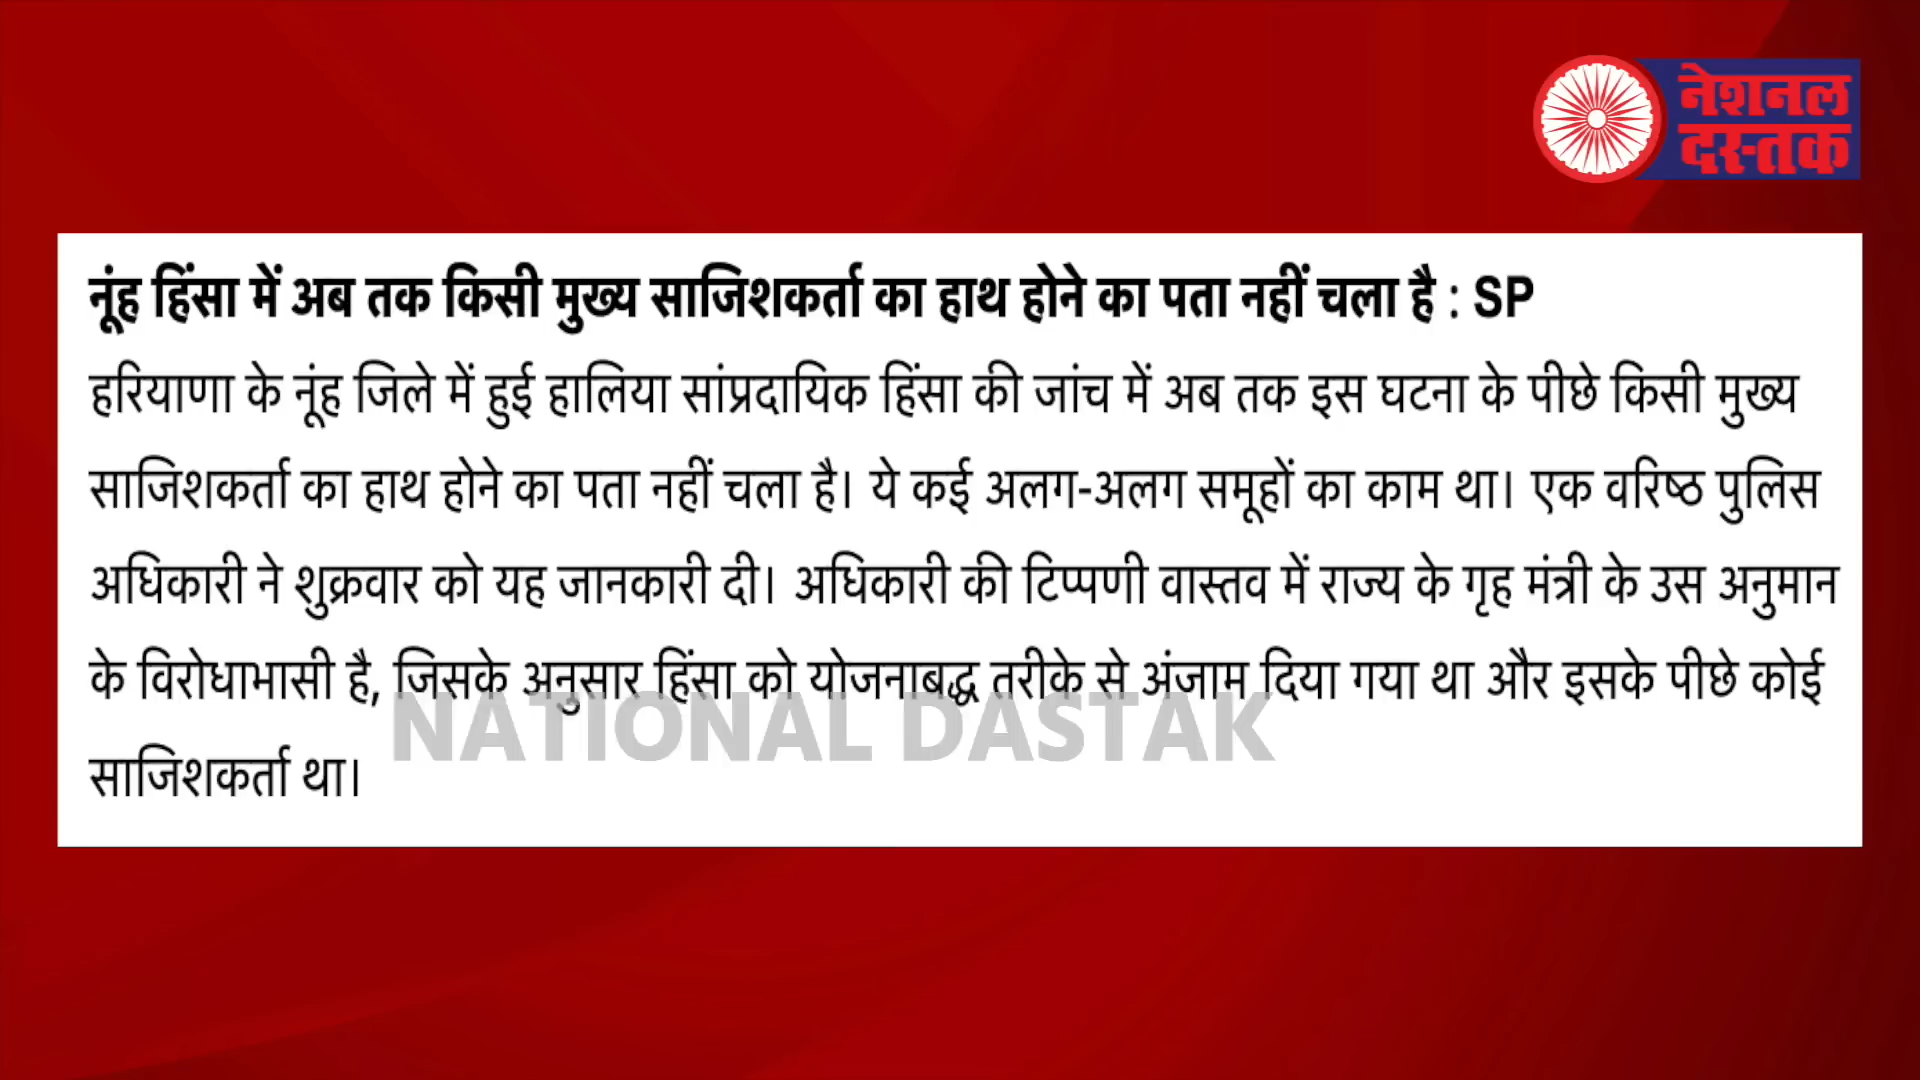 नेशनल
दस्तक
नूंह हिंसा में अब तक किसी मुख्य साजिशकर्ता का हाथ होने का पता नहीं चला है : SP
हरियाणा के नूंह जिले में हुई हालिया सांप्रदायिक हिंसा की जांच में अब तक इस घटना के पीछे किसी मुख्य
साजिशकर्ता का हाथ होने का पता नहीं चला है। ये कई अलग-अलग समूहों का काम था। एक वरिष्ठ पुलिस
अधिकारी ने शुक्रवार को यह जानकारी दी। अधिकारी की टिप्पणी वास्तव में राज्य के गृह मंत्री के उस अनुमान
के विरोधाभासी है, जिसके अनुसार हिंसा को योजनाबद्ध तरीके से अंजाम दिया गया था और इसके पीछे कोई
साजिशकर्ता था।
NATIONAL DASTAK